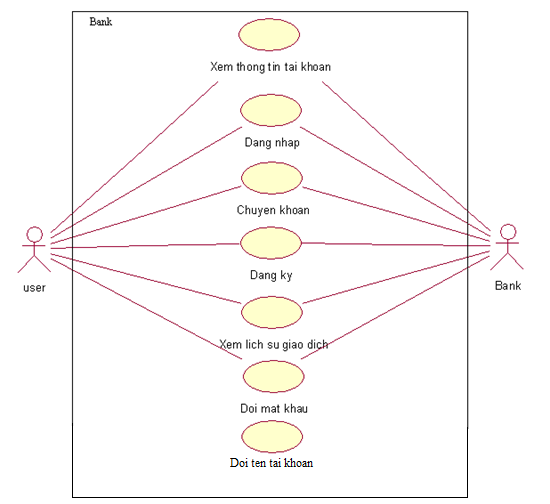 Bank
Xem thong tin tai khoan
Dang nhap
Chuyen khoan
Dang ky
user
Bank
Xem lich su giao dich
Doi mat khau
Doi ten tai khoan